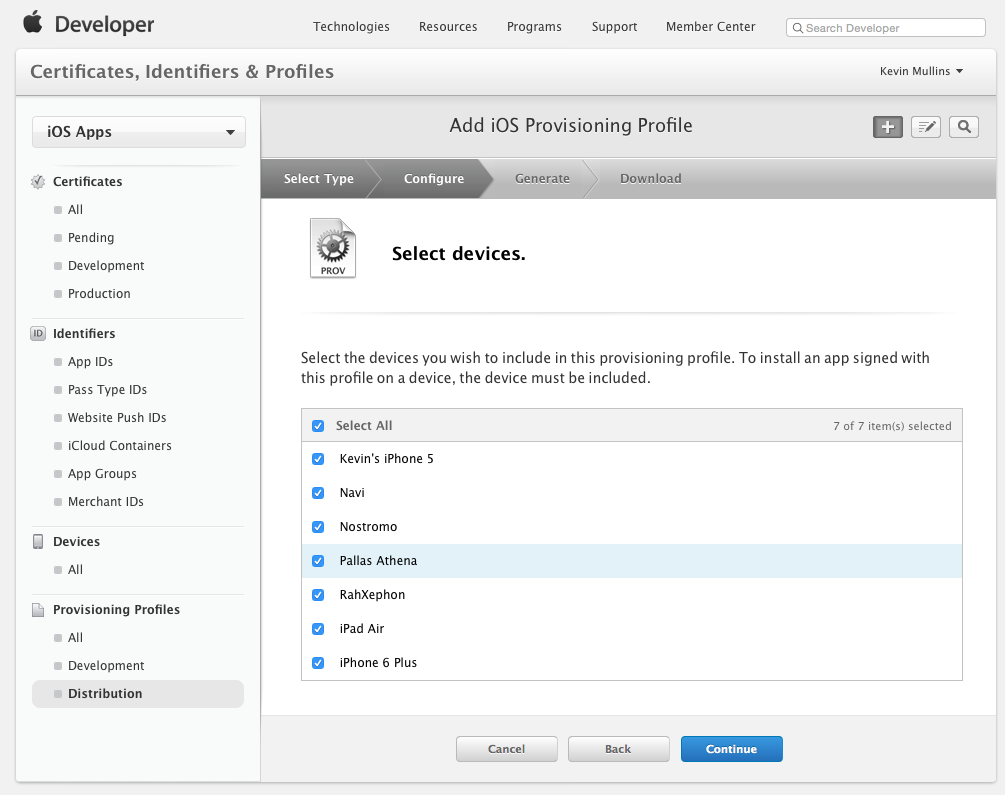 Developer
Technologies Resources Programs Support Member Center Search Developer
Certificates, Identifiers & Profiles
Kevin Mullins
iOS Apps
Certificates
All
Pending
Development
Production
ID Identifiers
App IDs
Pass Type IDs
Website Push IDs
iCloud Containers
App Groups
Merchant IDs
Devices
All
Provisioning Profiles
All
Development
Distribution
Add iOS Provisioning Profile
Select Type Configure Generate Download
PROV
Select devices.
Select the devices you wish to include in this provisioning profile. To install an app signed with
this profile on a device, the device must be included.
Select All 7 of 7 item(s) selected
Kevin's iPhone 5
Navi
Nostromo
Pallas Athena
RahXephon
iPad Air
iPhone 6 Plus
Cancel Back Continue